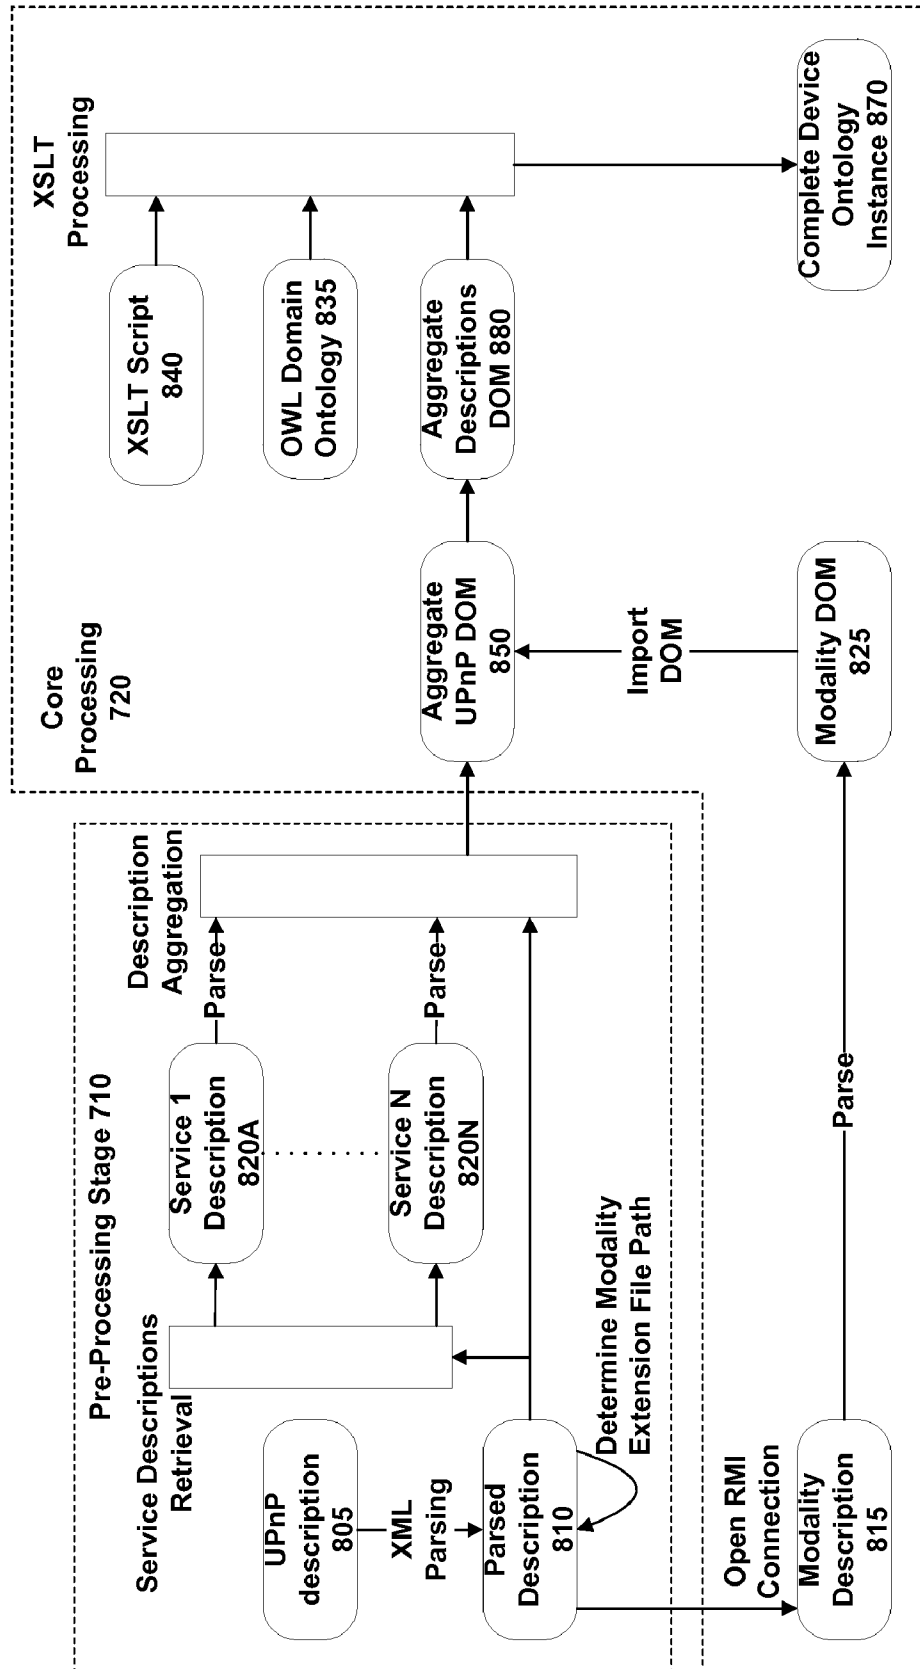 Pre-Processing Stage 710
Service Descriptions
Retrieval
UPnP
description
805
XML
Parsing
Parsed
Description
810
Determine Modality
Extension File Path
Open RMI
Connection
Modality
Description
815
Service 1
Description
820A
Service N
Description
820N
Parse
Parse
Description
Aggregation
Parse
Core
Processing
720
Aggregate
UPnP DOM
850
Import
DOM
Modality DOM
825
XSLT Script
840
OWL Domain
Ontology 835
Aggregate
Descriptions
DOM 880
XSLT
Processing
Complete Device
Ontology
Instance 870